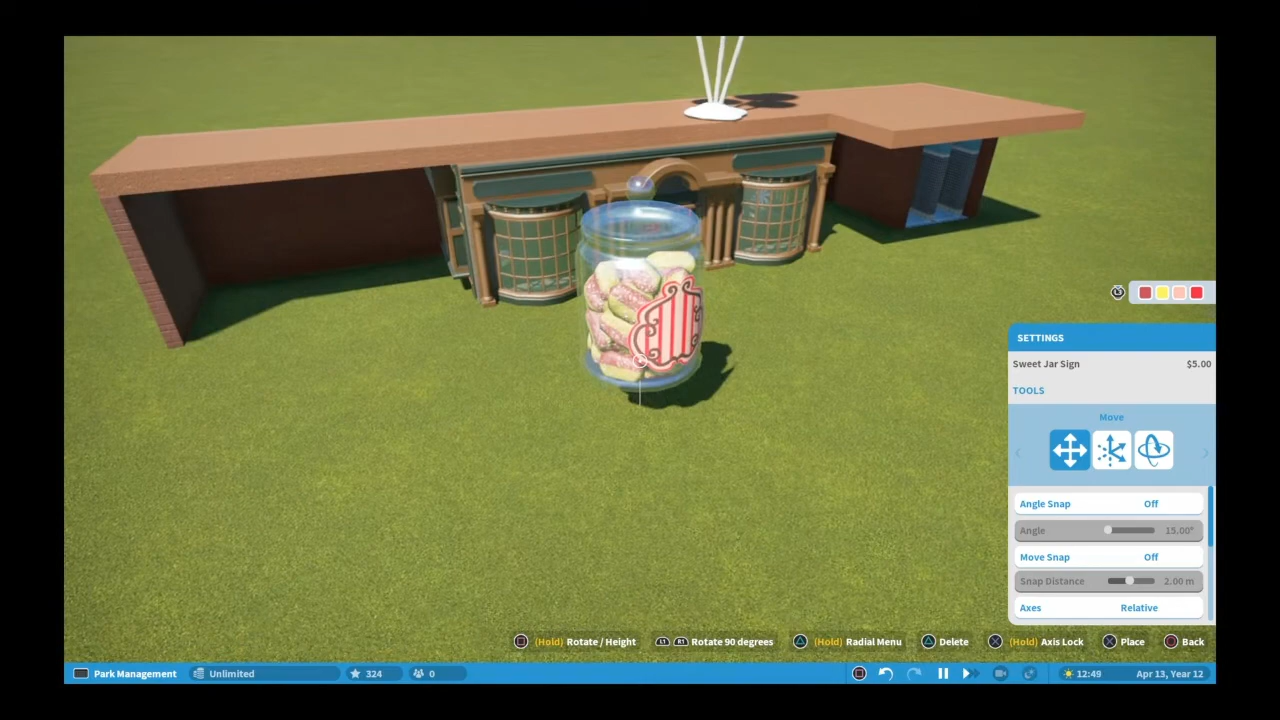 SETTINGS
Sweet Jar Sign $5.00
TOOLS
Move
Angle Snap Off
Angle 15.00°
Move Snap Off
Snap Distance 2.00 m
Axes Relative
(Hold) Rotate / Height L1 R1 Rotate 90 degrees (Hold) Radial Menu Delete (Hold) Axis Lock Place Back
Park Management Unlimited 324 0 12:49 Apr 13, Year 12